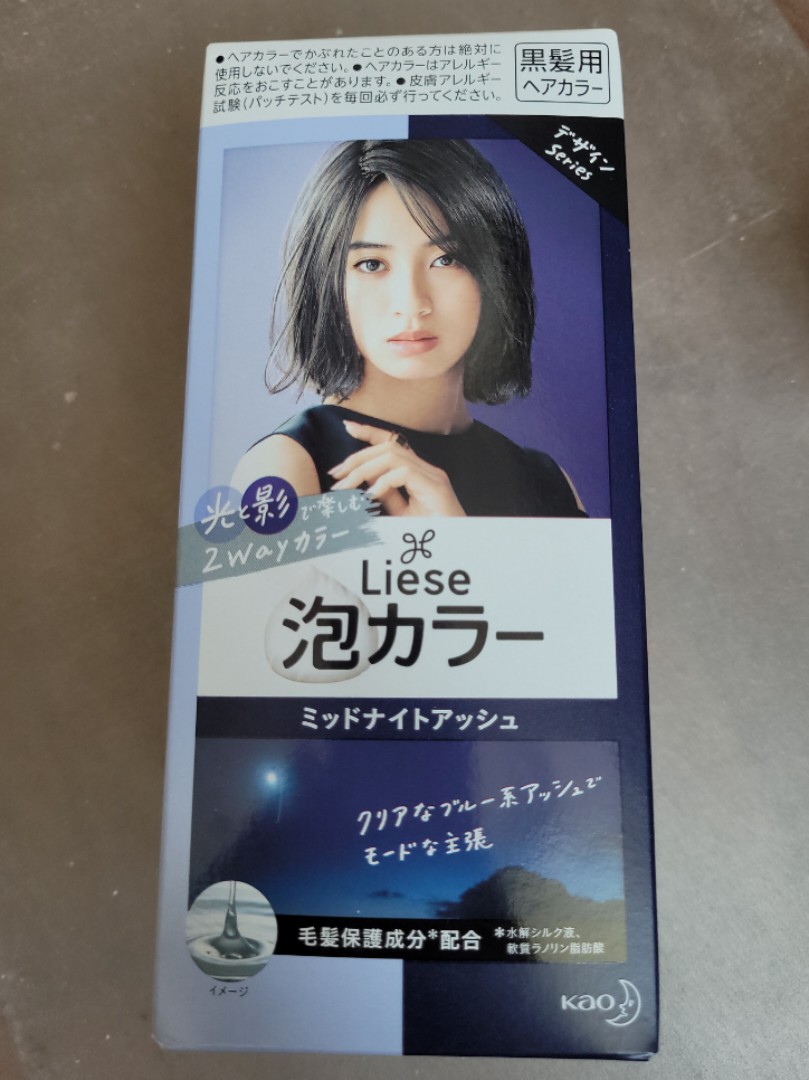 ●ヘアカラーでかぶれたことのある方は絶対に
使用しないでください。●ヘアカラーはアレルギー
反応をおこすことがあります。●皮膚アレルギー
試験(パッチテスト)を毎回必ず行ってください。
黒髪用
ヘアカラー
デザイン
Series
光と影で楽しむ
2wayカラー
Liese
泡カラー
ミッドナイトアッシュ
クリアなブルー系アッシュで
モードな主張
毛髪保護成分*配合
*水解シルク液、
軟質ラノリン脂肪酸
イメージ
Kao